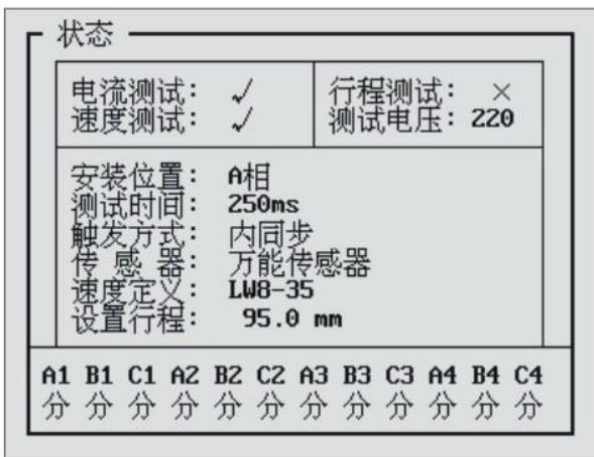 状态
电流测试: ✓ 行程测试: ×
速度测试: ✓ 测试电压: 220
安装位置: A相
测试时间: 250ms
触发方式: 内同步
传 感 器: 万能传感器
速度定义: LW8-35
设置行程: 95.0 mm
A1 B1 C1 A2 B2 C2 A3 B3 C3 A4 B4 C4
分 分 分 分 分 分 分 分 分 分 分 分